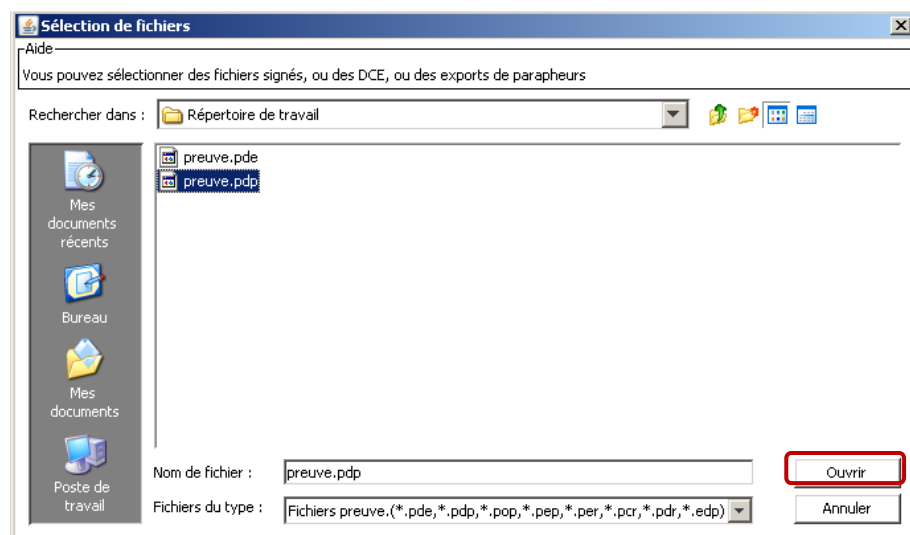 Sélection de fichiers
Aide
Vous pouvez sélectionner des fichiers signés, ou des DCE, ou des exports de parapheurs
Rechercher dans :
Répertoire de travail
preuve.pde
preuve.pdp
Mes
documents
récents
Bureau
Mes
documents
Poste de
travail
Nom de fichier :
preuve.pdp
Ouvrir
Fichiers du type :
Fichiers preuve.(*.pde,*.pdp,*.pop,*.pep,*.per,*.pcr,*.pdr,*.edp)
Annuler